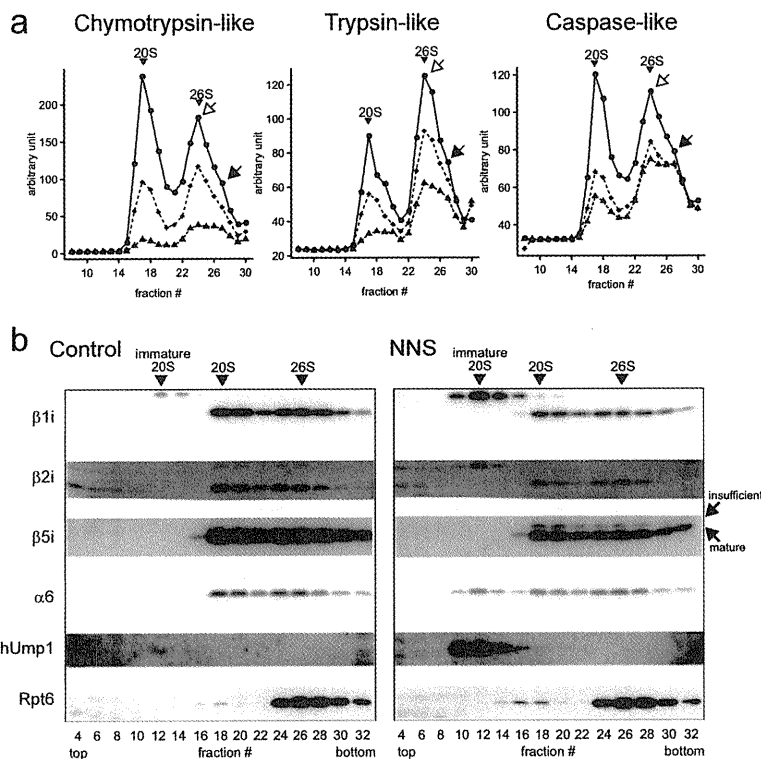 a
Chymotrypsin-like
Trypsin-like
Caspase-like
20S
26S
20S
26S
20S
26S
arbitrary unit
200
150
100
50
0
10 14 18 22 26 30
fraction #
arbitrary unit
120
100
80
60
40
20
10 14 18 22 26 30
fraction #
arbitrary unit
120
100
80
60
40
10 14 18 22 26 30
fraction #
b
Control
immature
20S
20S
26S
NNS
immature
20S
20S
26S
β1i
β2i
β5i
α6
hUmp1
Rpt6
insufficient
mature
4 6 8 10 12 14 16 18 20 22 24 26 28 30 32
top fraction # bottom
4 6 8 10 12 14 16 18 20 22 24 26 28 30 32
top fraction # bottom